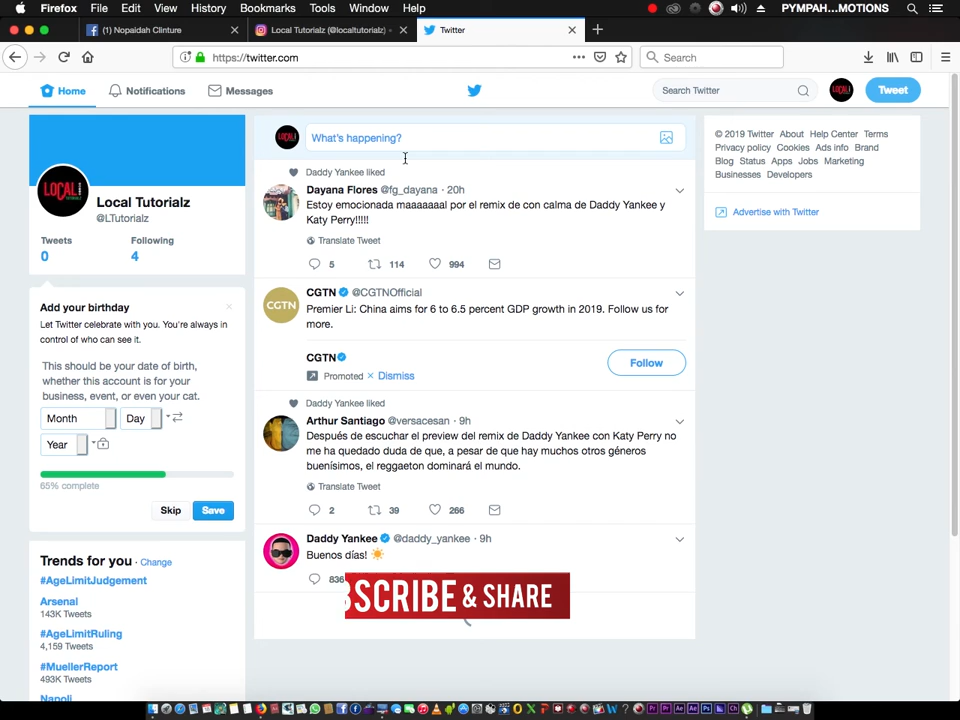 Firefox File Edit View History Bookmarks Tools Window Help PYMPAH...MOTIONS
(1) Nopaidah Clinture
Local Tutorialz (@localtutorialz)
Twitter
https://twitter.com
Search
Home Notifications Messages
Search Twitter
Tweet
LOCAL
Local Tutorialz
@LTutorialz
Tweets Following
0 4
Add your birthday
Let Twitter celebrate with you. You're always in
control of who can see it.
This should be your date of birth,
whether this account is for your
business, event, or even your cat.
Month Day
Year
65% complete
Skip Save
Trends for you · Change
#AgeLimitJudgement
Arsenal
143K Tweets
#AgeLimitRuling
4,159 Tweets
#MuellerReport
493K Tweets
Napoli
What's happening?
Daddy Yankee liked
Dayana Flores @fg_dayana · 20h
Estoy emocionada maaaaaaal por el remix de con calma de Daddy Yankee y
Katy Perry!!!!!
Translate Tweet
5 114 994
CGTN @CGTNOfficial
Premier Li: China aims for 6 to 6.5 percent GDP growth in 2019. Follow us for
more.
CGTN
CGTN
Promoted × Dismiss
Follow
Daddy Yankee liked
Arthur Santiago @versacesan · 9h
Después de escuchar el preview del remix de Daddy Yankee con Katy Perry no
me ha quedado duda de que, a pesar de que hay muchos otros géneros
buenísimos, el reggaeton dominará el mundo.
Translate Tweet
2 39 266
Daddy Yankee @daddy_yankee · 9h
Buenos días!
836
SCRIBE & SHARE
© 2019 Twitter About Help Center Terms
Privacy policy Cookies Ads info Brand
Blog Status Apps Jobs Marketing
Businesses Developers
Advertise with Twitter